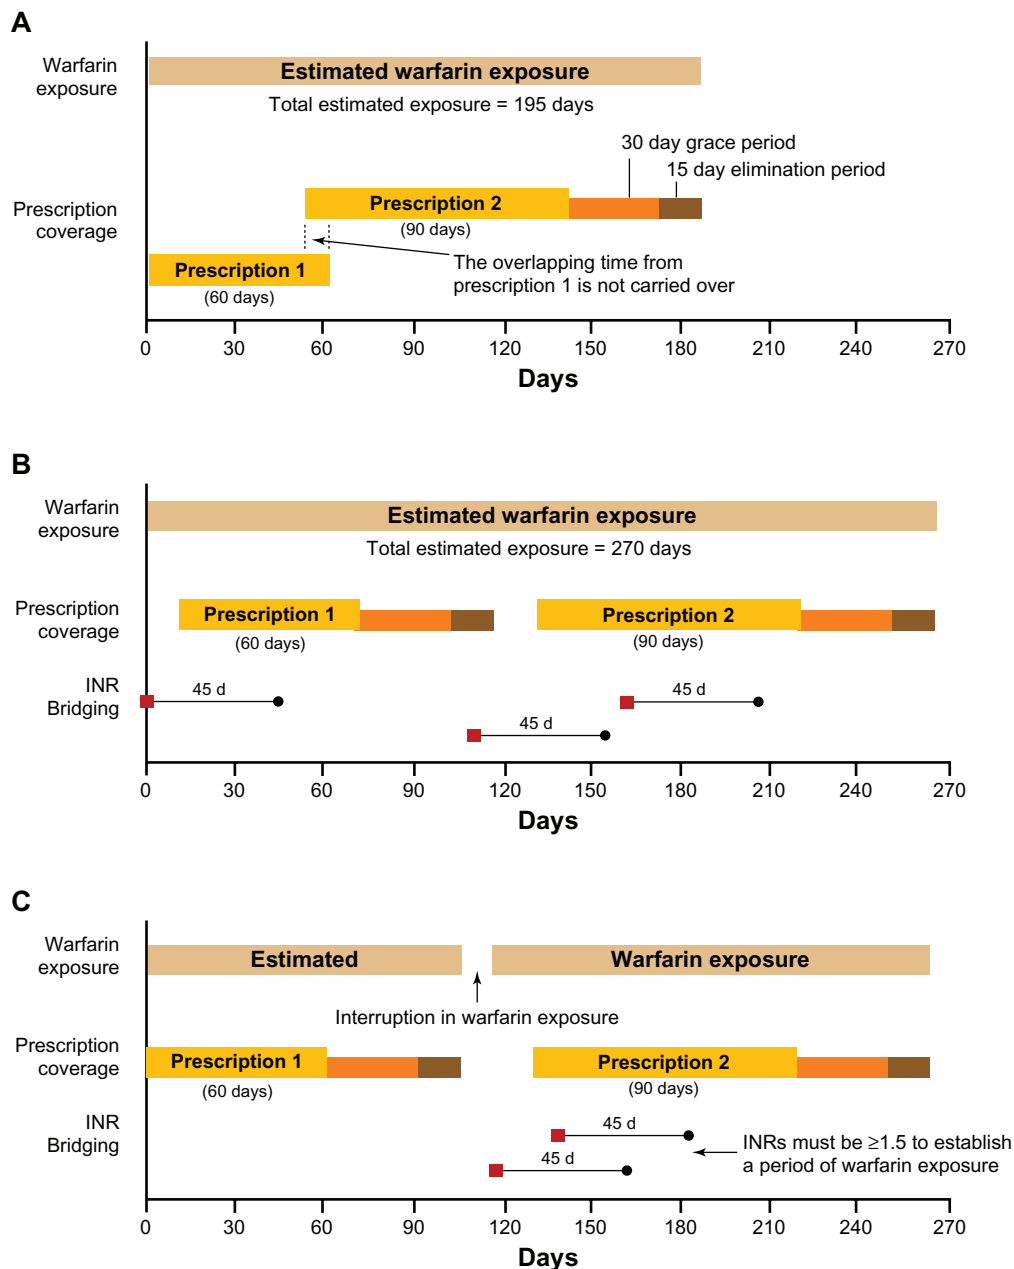 A
Warfarin
exposure
Estimated warfarin exposure
Total estimated exposure = 195 days
30 day grace period
15 day elimination period
Prescription
coverage
Prescription 2
(90 days)
The overlapping time from
prescription 1 is not carried over
Prescription 1
(60 days)
0 30 60 90 120 150 180 210 240 270
Days
B
Warfarin
exposure
Estimated warfarin exposure
Total estimated exposure = 270 days
Prescription
coverage
Prescription 1
(60 days)
Prescription 2
(90 days)
INR
Bridging
45 d
45 d
45 d
0 30 60 90 120 150 180 210 240 270
Days
C
Warfarin
exposure
Estimated
Warfarin exposure
Interruption in warfarin exposure
Prescription
coverage
Prescription 1
(60 days)
Prescription 2
(90 days)
INR
Bridging
45 d
45 d
INRs must be ≥1.5 to establish
a period of warfarin exposure
0 30 60 90 120 150 180 210 240 270
Days